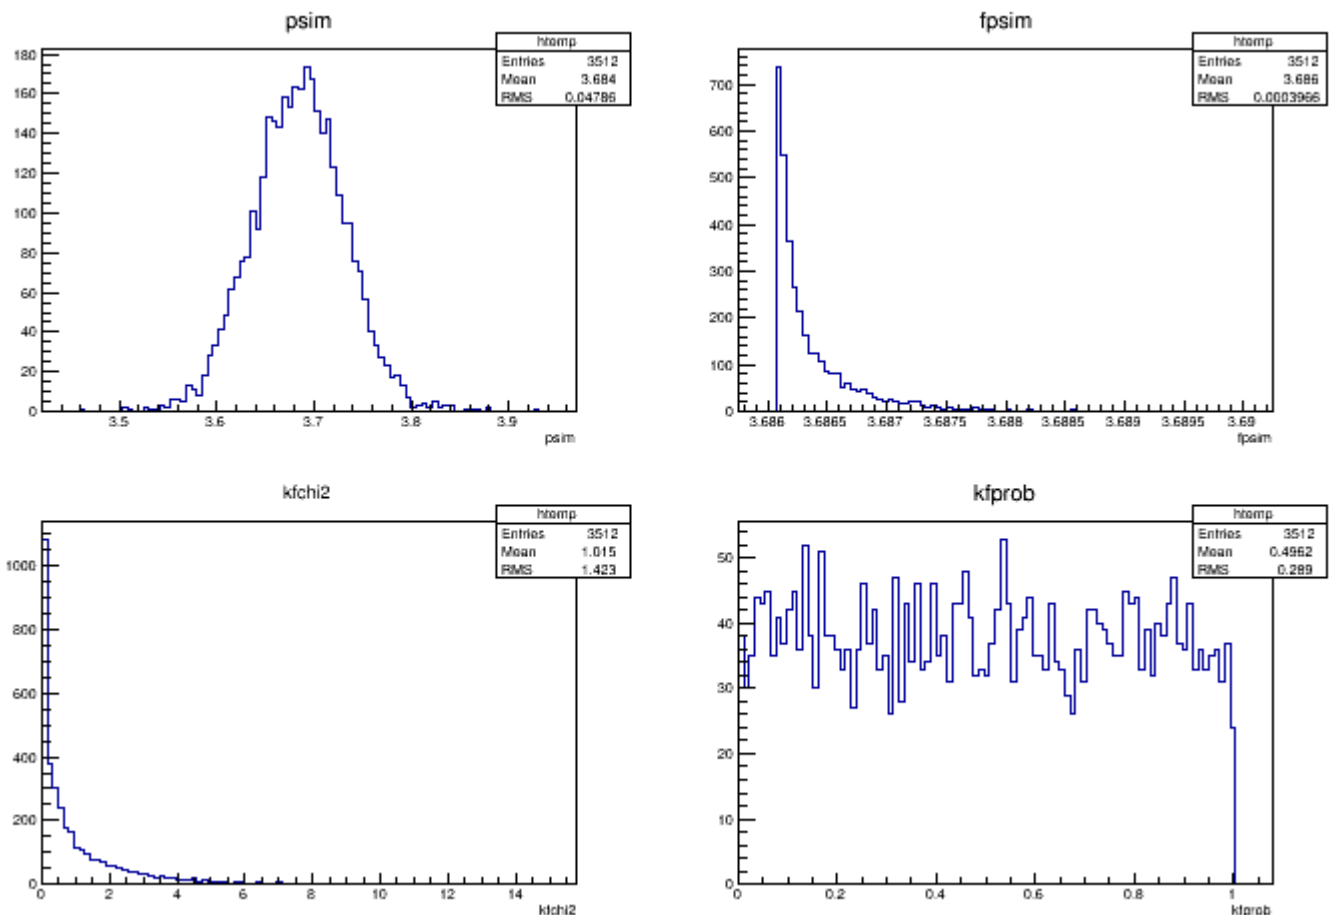 psim
htemp
Entries 3512
Mean 3.684
RMS 0.04786
180
160
140
120
100
80
60
40
20
0
3.5 3.6 3.7 3.8 3.9
psim
fpsim
htemp
Entries 3512
Mean 3.686
RMS 0.0003966
700
600
500
400
300
200
100
0
3.686 3.6865 3.687 3.6875 3.688 3.6885 3.689 3.6895 3.69
fpsim
kfchi2
htemp
Entries 3512
Mean 1.015
RMS 1.423
1000
800
600
400
200
0
0 2 4 6 8 10 12 14
kfchi2
kfprob
htemp
Entries 3512
Mean 0.4962
RMS 0.289
50
40
30
20
10
0
0 0.2 0.4 0.6 0.8 1
kfprob